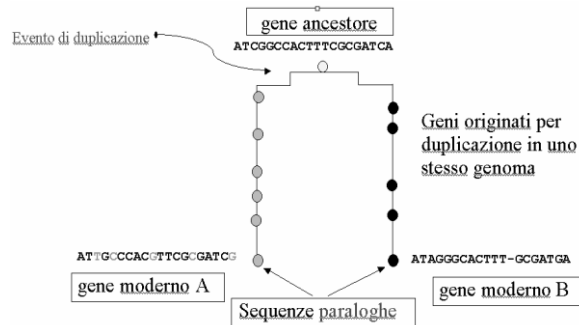 gene ancestore
Evento di duplicazione
ATCGGCCACTTTCGCGATCA
Geni originati per
duplicazione in uno
stesso genoma
ATTGCCCACGTTCGCGATCG
ATAGGGCACTTT-GCGATGA
gene moderno A
gene moderno B
Sequenze paraloghe